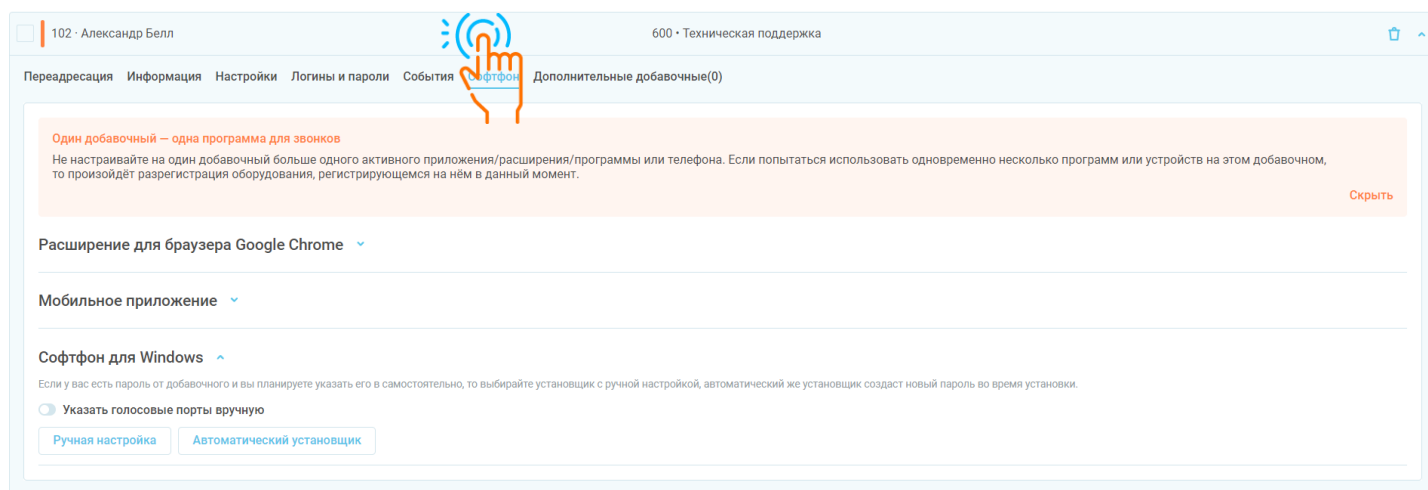 102 · Александр Белл
600 • Техническая поддержка
Переадресация Информация Настройки Логины и пароли События Софтфон Дополнительные добавочные(0)
Один добавочный — одна программа для звонков
Не настраивайте на один добавочный больше одного активного приложения/расширения/программы или телефона. Если попытаться использовать одновременно несколько программ или устройств на этом добавочном,
то произойдёт разрегистрация оборудования, регистрирующемся на нём в данный момент.
Скрыть
Расширение для браузера Google Chrome
Мобильное приложение
Софтфон для Windows
Если у вас есть пароль от добавочного и вы планируете указать его в самостоятельно, то выбирайте установщик с ручной настройкой, автоматический же установщик создаст новый пароль во время установки.
Указать голосовые порты вручную
Ручная настройка Автоматический установщик